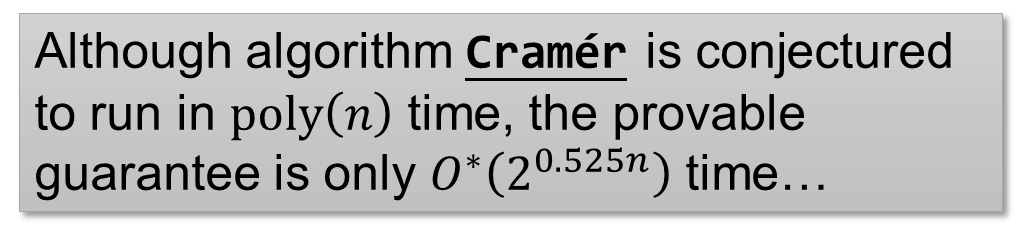 Although algorithm Cramér is conjectured
to run in poly(n) time, the provable
guarantee is only O*(2^0.525n) time…